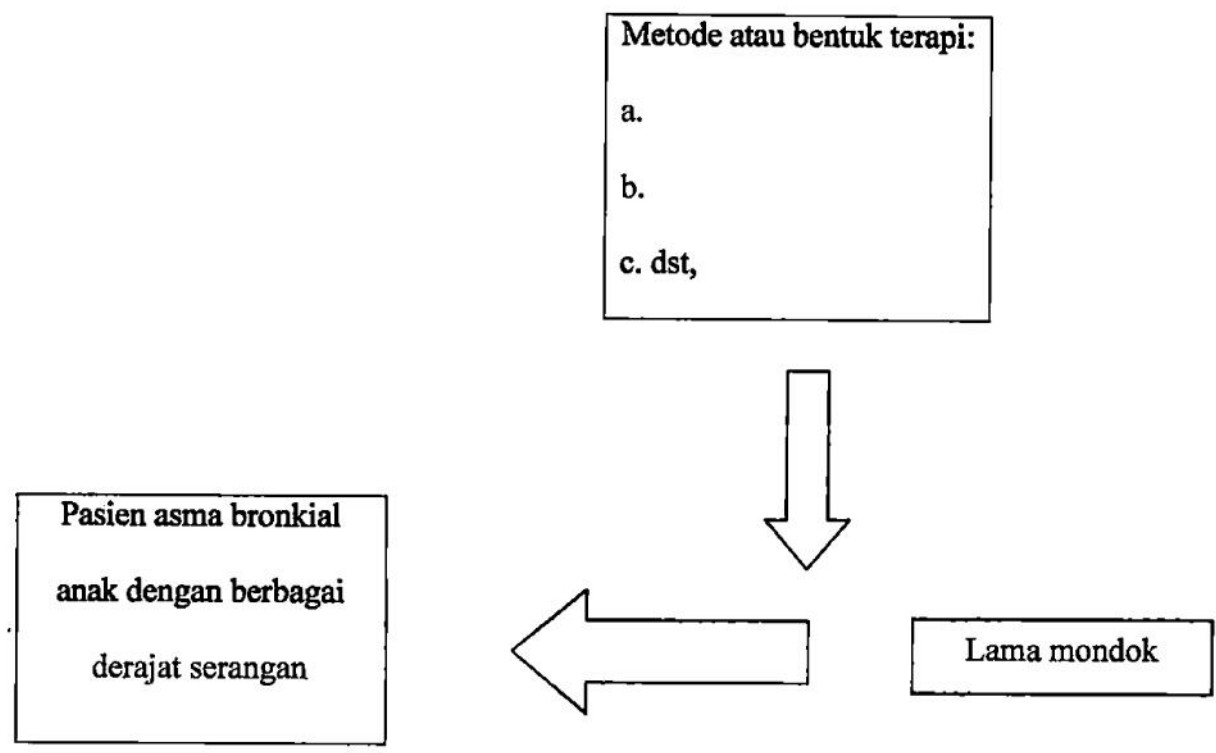 Metode atau bentuk terapi:
a.
b.
c. dst,
Pasien asma bronkial
anak dengan berbagai
derajat serangan
Lama mondok